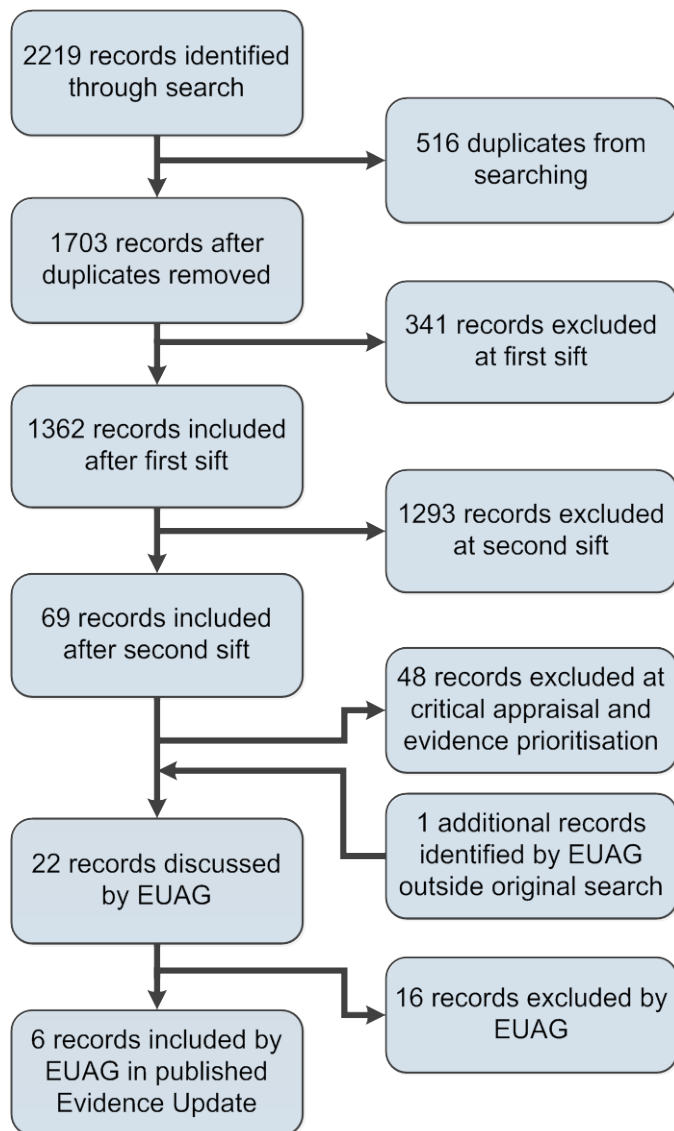 2219 records identified
through search
516 duplicates from
searching
1703 records after
duplicates removed
341 records excluded
at first sift
1362 records included
after first sift
1293 records excluded
at second sift
69 records included
after second sift
48 records excluded at
critical appraisal and
evidence prioritisation
1 additional records
identified by EUAG
outside original search
22 records discussed
by EUAG
16 records excluded by
EUAG
6 records included by
EUAG in published
Evidence Update